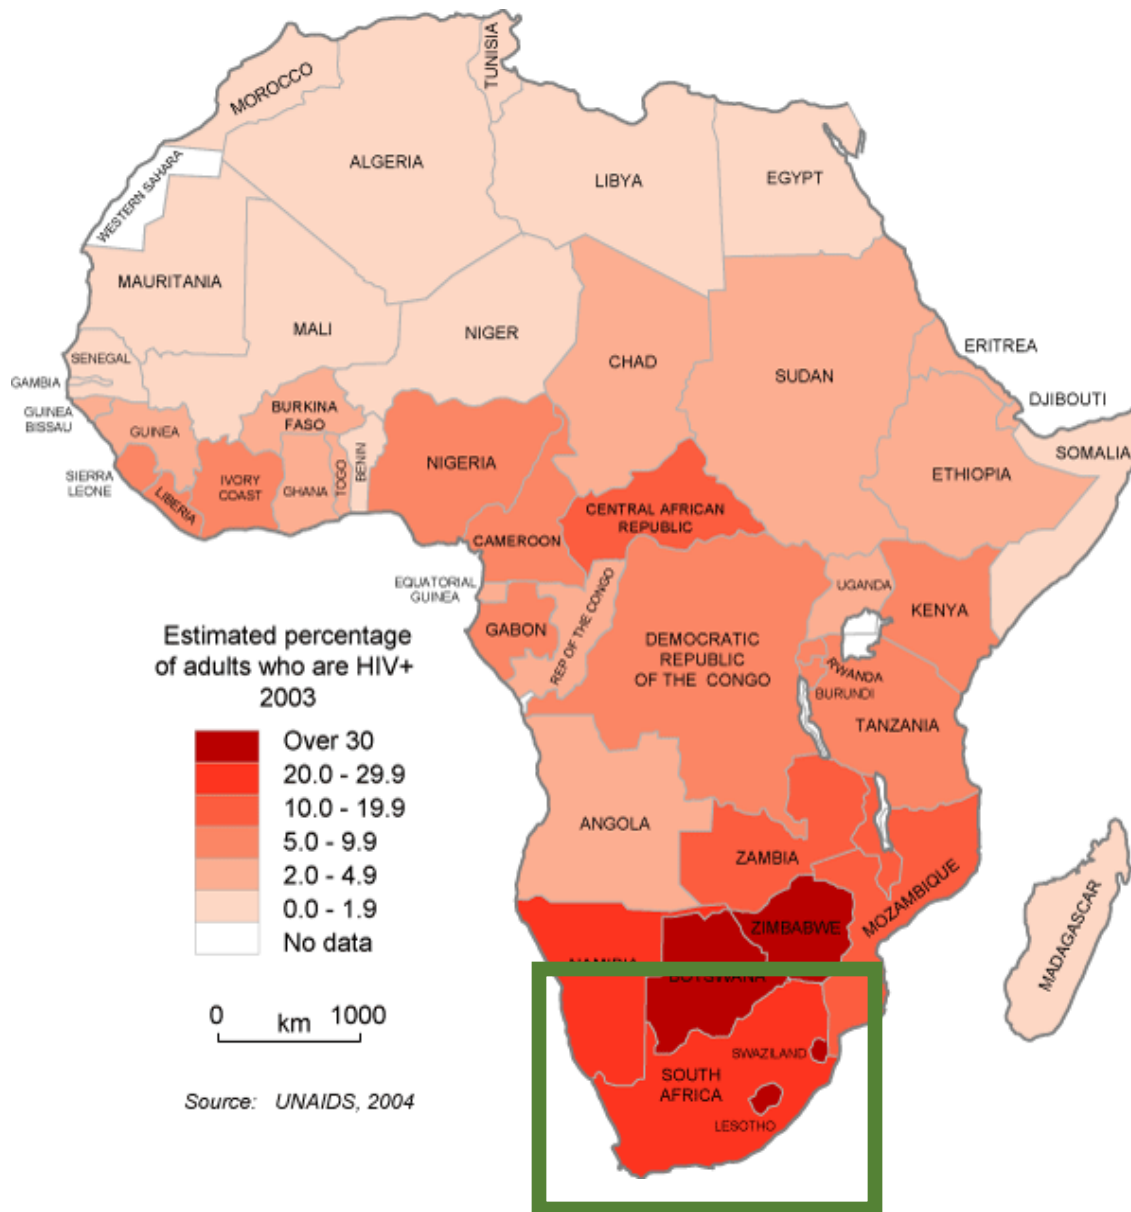 MOROCCO
TUNISIA
ALGERIA
LIBYA
EGYPT
WESTERN SAHARA
MAURITANIA
MALI
NIGER
CHAD
SUDAN
ERITREA
DJIBOUTI
SOMALIA
ETHIOPIA
SENEGAL
GAMBIA
GUINEA
BISSAU
GUINEA
SIERRA
LEONE
LIBERIA
IVORY
COAST
BURKINA
FASO
GHANA
TOGO
BENIN
NIGERIA
CAMEROON
CENTRAL AFRICAN
REPUBLIC
EQUATORIAL
GUINEA
GABON
REP OF THE CONGO
DEMOCRATIC
REPUBLIC
OF THE CONGO
UGANDA
KENYA
RWANDA
BURUNDI
TANZANIA
ANGOLA
ZAMBIA
MOZAMBIQUE
ZIMBABWE
NAMIBIA
BOTSWANA
MADAGASCAR
SWAZILAND
SOUTH
AFRICA
LESOTHO
Estimated percentage
of adults who are HIV+
2003
Over 30
20.0 - 29.9
10.0 - 19.9
5.0 - 9.9
2.0 - 4.9
0.0 - 1.9
No data
0 km 1000
Source: UNAIDS, 2004